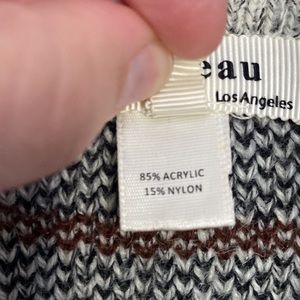 eau
Los Angeles
85% ACRYLIC
15% NYLON